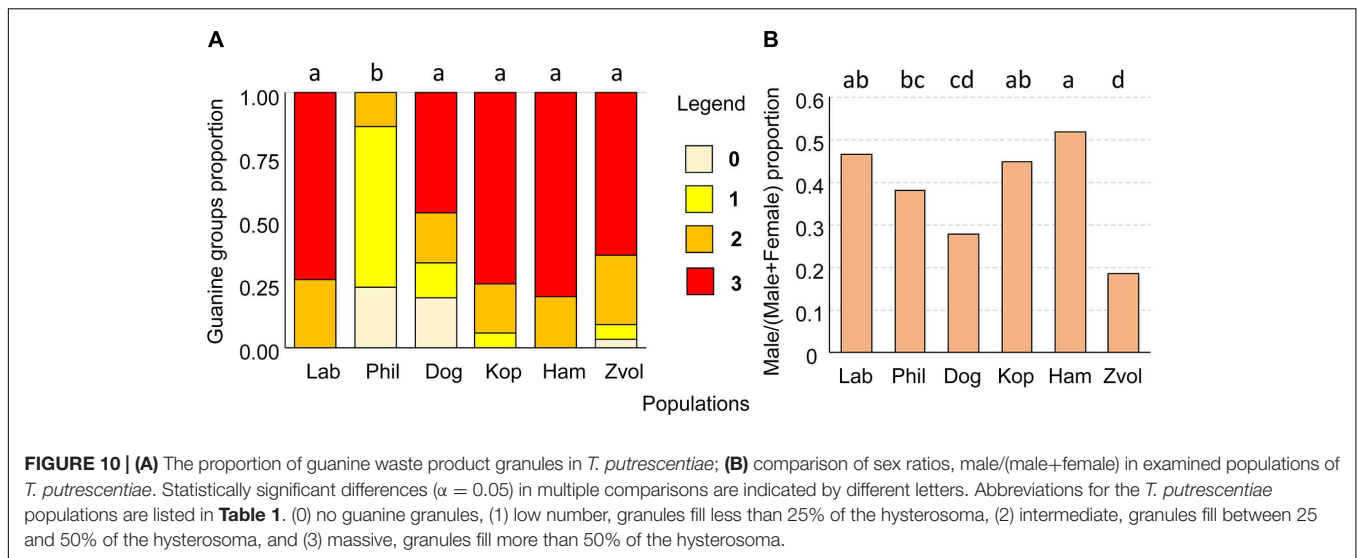 A
a b a a a a
Guanine groups proportion
1.00
0.75
0.50
0.25
0.00
Lab Phil Dog Kop Ham Zvol
Legend
0
1
2
3
B
ab bc cd ab a d
Male/(Male+Female) proportion
0.6
0.5
0.4
0.3
0.2
0.1
0
Lab Phil Dog Kop Ham Zvol
Populations
FIGURE 10 | (A) The proportion of guanine waste product granules in T. putrescentiae; (B) comparison of sex ratios, male/(male+female) in examined populations of
T. putrescentiae. Statistically significant differences (α = 0.05) in multiple comparisons are indicated by different letters. Abbreviations for the T. putrescentiae
populations are listed in Table 1. (0) no guanine granules, (1) low number, granules fill less than 25% of the hysterosoma, (2) intermediate, granules fill between 25
and 50% of the hysterosoma, and (3) massive, granules fill more than 50% of the hysterosoma.